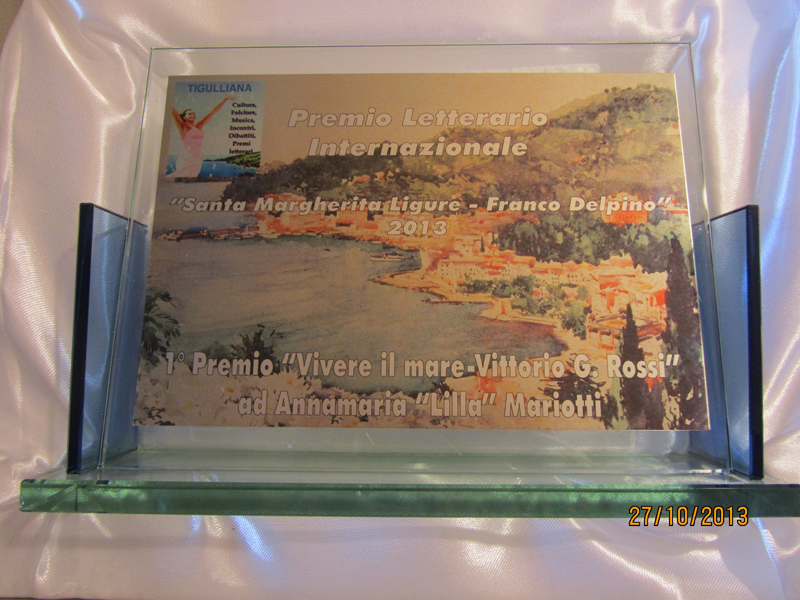 TIGULLIANA
Cultura,
Folclore,
Musica,
Incontri,
Dibattiti,
Premi
letterari
Premio Letterario
Internazionale
"Santa Margherita Ligure - Franco Delpino"
2013
1° Premio "Vivere il mare-Vittorio G. Rossi"
ad Annamaria "Lilla" Mariotti
27/10/2013